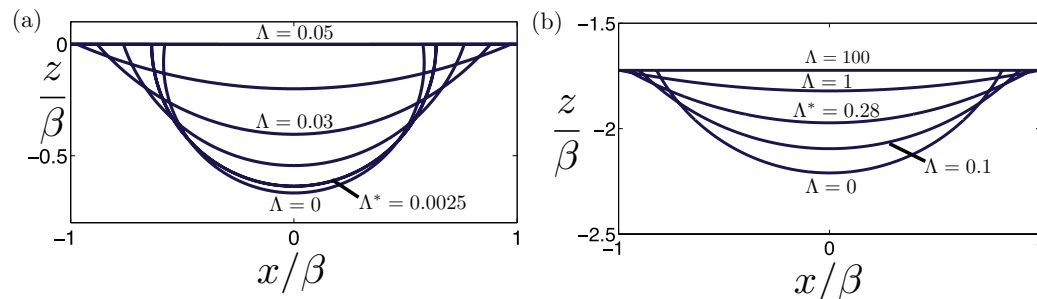 (a)
Λ = 0.05
0
z/β
Λ = 0.03
-0.5
Λ = 0
Λ* = 0.0025
-1
0
1
x/β
(b)
-1.5
Λ = 100
Λ = 1
z/β
Λ* = 0.28
-2
Λ = 0.1
Λ = 0
-2.5
-1
0
1
x/β